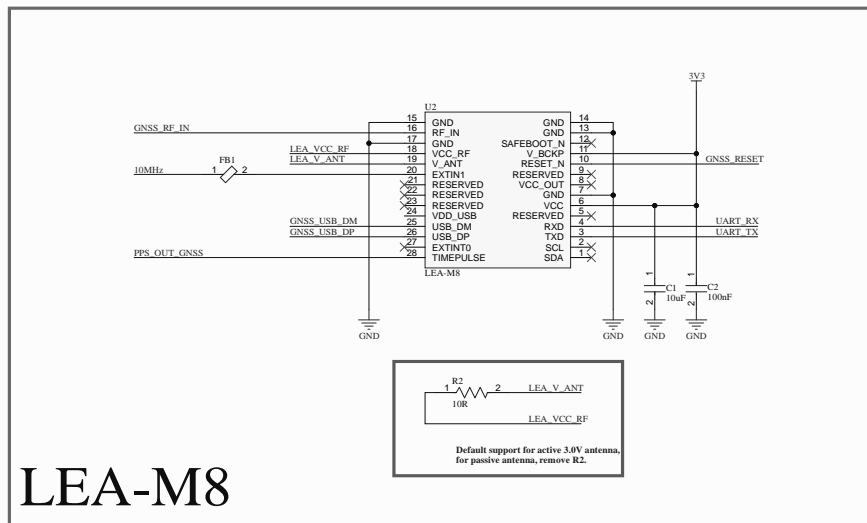 3V3
U2
15 GND GND 14
GNSS_RF_IN 16 RF_IN GND 13
17 GND SAFEBOOT_N 12
LEA_VCC_RF 18 VCC_RF V_BCKP 11
LEA_V_ANT 19 V_ANT RESET_N 10 GNSS_RESET
10MHz 1 FB1 2 20 EXTIN1 RESERVED 9
21 RESERVED VCC_OUT 8
22 RESERVED GND 7
23 RESERVED VCC 6
24 VDD_USB RESERVED 5
GNSS_USB_DM 25 USB_DM RXD 4 UART_RX
GNSS_USB_DP 26 USB_DP TXD 3 UART_TX
27 EXTINT0 SCL 2
PPS_OUT_GNSS 28 TIMEPULSE SDA 1
LEA-M8
1 1
C1 C2
10uF 100nF
2 2
GND GND GND GND
R2
1 2 LEA_V_ANT
10R
LEA_VCC_RF
Default support for active 3.0V antenna,
for passive antenna, remove R2.
LEA-M8